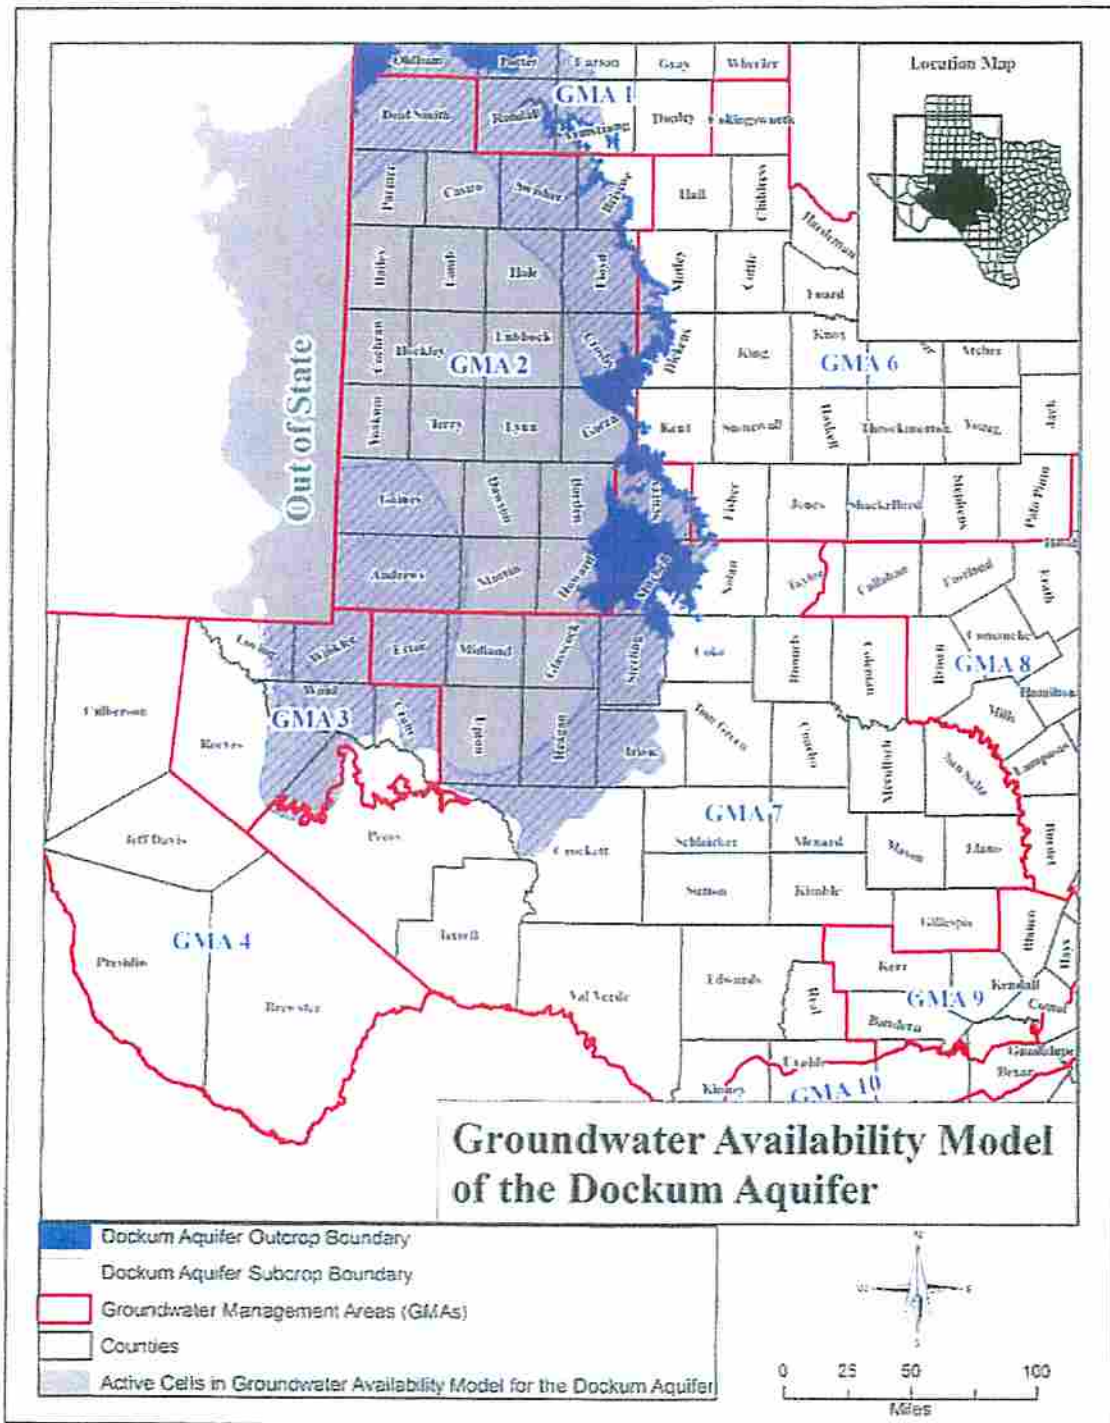 Oldham Potter Carson Gray Wheeler
Location Map
GMA 1
Deaf Smith Randall Armstrong Donley Collingsworth
Parmer Castro Swisher Briscoe Hall Childress
Hardeman
Bailey Lamb Hale Floyd Motley Cottle
Foard
Cochran Hockley Lubbock Crosby Dickens King Knox Archer
GMA 2
GMA 6
Out of State
Yoakum Terry Lynn Garza Kent Stonewall Haskell Throckmorton Young Jack
Gaines Dawson Borden Scurry Fisher Jones Shackelford Stephens Palo Pinto
Andrews Martin Howard Mitchell Nolan Taylor Callahan Eastland Erath
Loving Winkler Ector Midland Glasscock Sterling Coke Runnels Coleman Brown Comanche
GMA 8
Hamilton
Culberson Reeves Ward Crane Upton Reagan Irion Tom Green Concho McCulloch San Saba Mills Lampasas
GMA 3
GMA 7
Jeff Davis Pecos Crockett Schleicher Menard Mason Llano Burnet
Sutton Kimble
Gillespie Blanco Hays
GMA 4
Presidio Brewster Terrell Val Verde Edwards Real Kerr Kendall Comal
GMA 9
Bandera
Guadalupe
Kinney Uvalde Bexar
GMA 10
Groundwater Availability Model
of the Dockum Aquifer
Dockum Aquifer Outcrop Boundary
Dockum Aquifer Subcrop Boundary
Groundwater Management Areas (GMAs)
Counties
Active Cells in Groundwater Availability Model for the Dockum Aquifer
N
W E
S
0 25 50 100
Miles